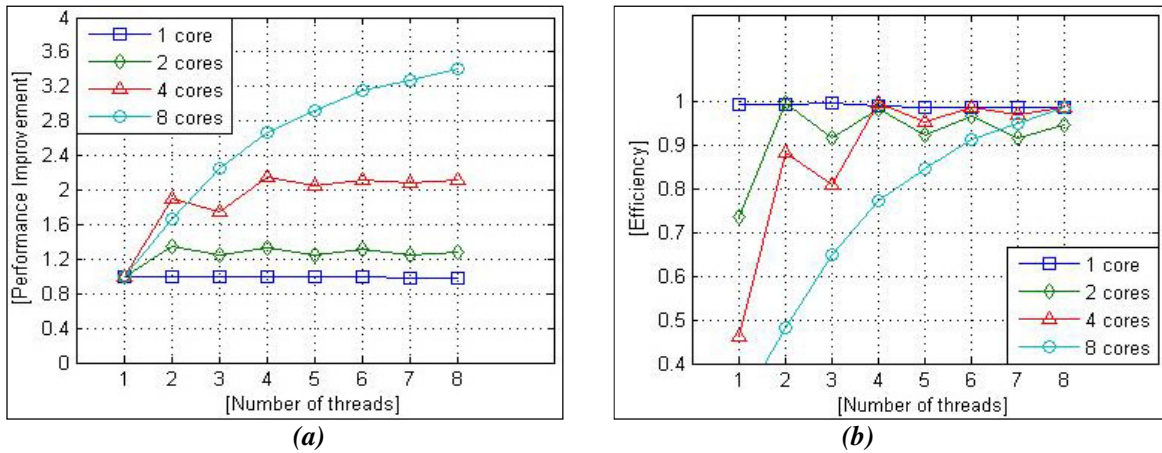 4
3.6
3.2
2.8
2.4
2
1.6
1.2
0.8
0.4
0
[Performance Improvement]
1 core
2 cores
4 cores
8 cores
1 2 3 4 5 6 7 8
[Number of threads]
(a)
1
0.9
0.8
0.7
0.6
0.5
0.4
[Efficiency]
1 core
2 cores
4 cores
8 cores
1 2 3 4 5 6 7 8
[Number of threads]
(b)